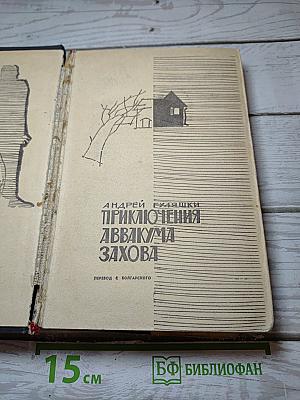 АНДРЕЙ ГУЛЯШКИ
ПРИКЛЮЧЕНИЯ
АВВАКУМА
ЗАХОВА
ПЕРЕВОД С БОЛГАРСКОГО
15 см
БФ БИБЛИОФАН